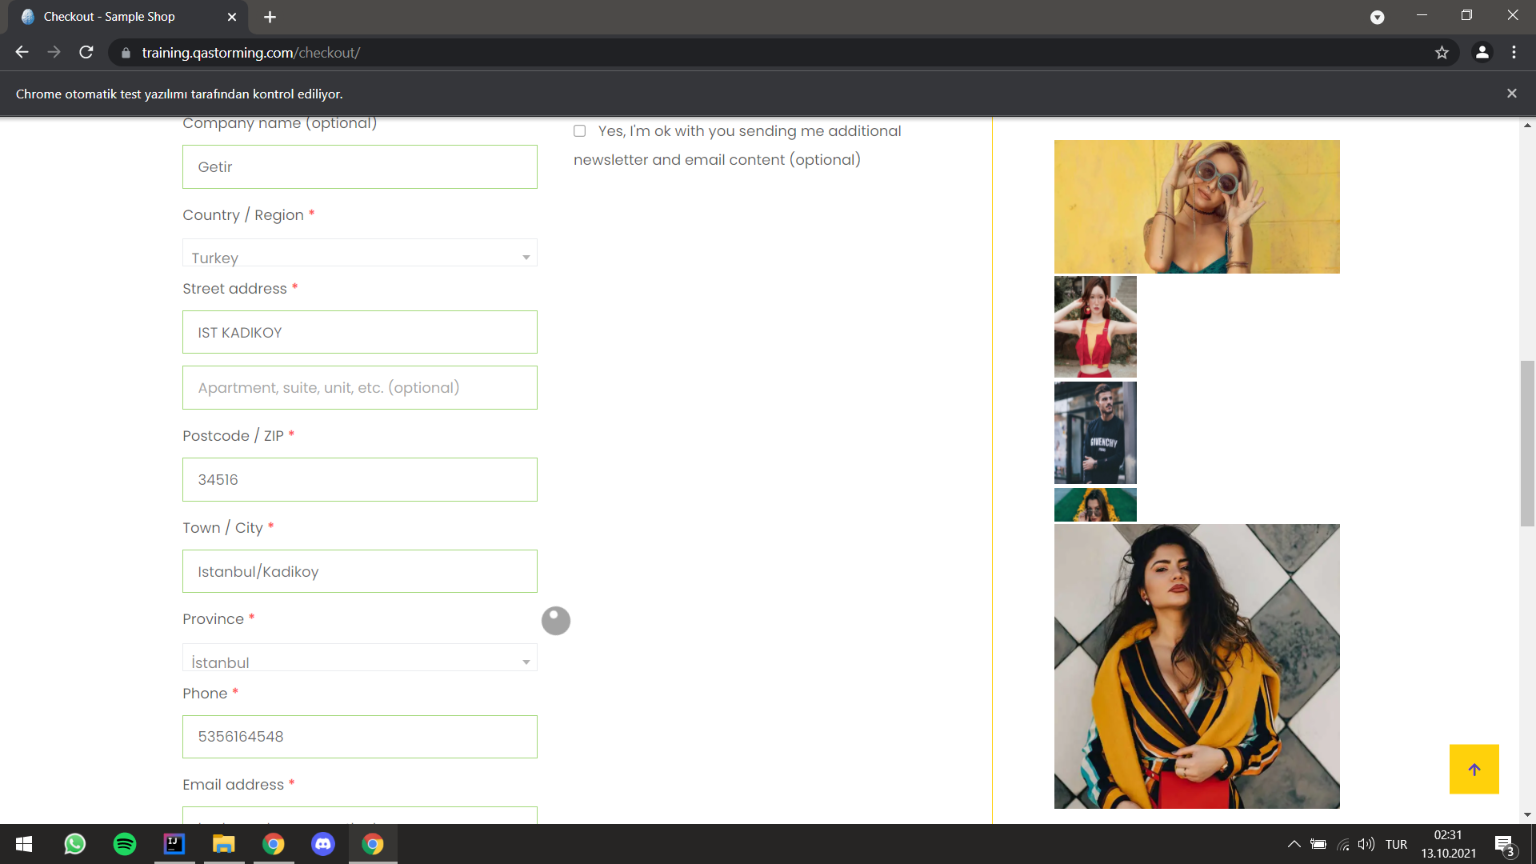 Checkout - Sample Shop
training.qastorming.com/checkout/
Chrome otomatik test yazılımı tarafından kontrol ediliyor.
Company name (optional)
Getir
Country / Region *
Turkey
Street address *
IST KADIKOY
Apartment, suite, unit, etc. (optional)
Postcode / ZIP *
34516
Town / City *
Istanbul/Kadikoy
Province *
İstanbul
Phone *
5356164548
Email address *
Yes, I'm ok with you sending me additional
newsletter and email content (optional)
GIVENCHY
IJ
TUR
02:31
13.10.2021
3